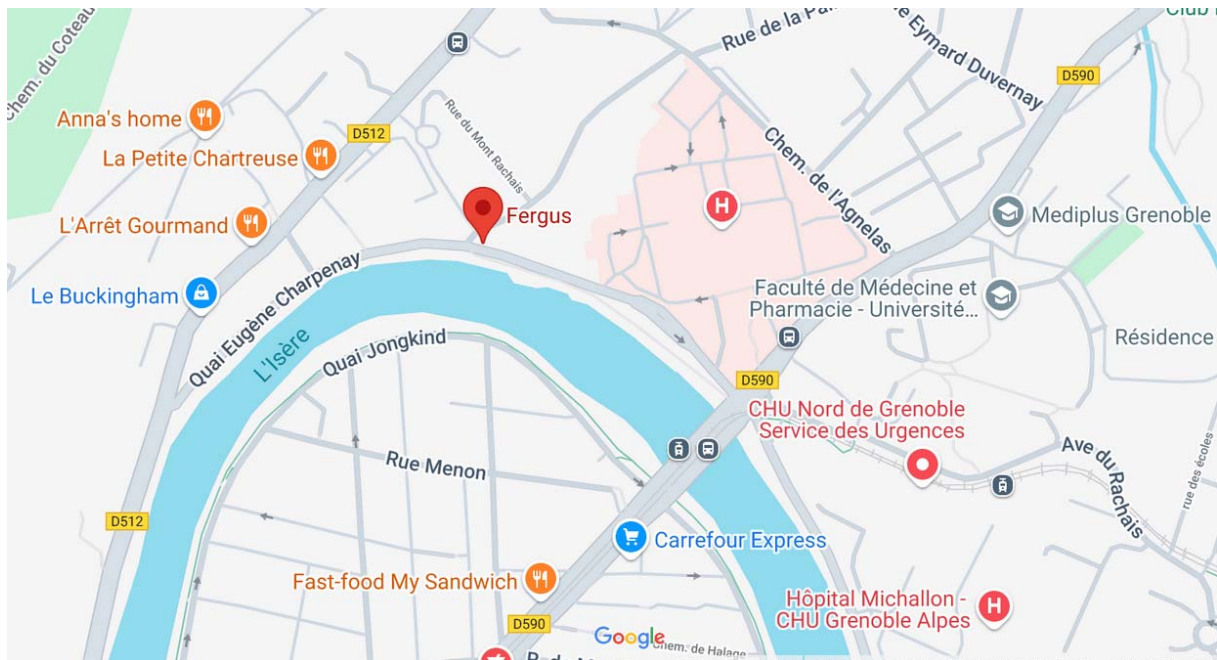 Club
Rue de la
Eymard Duvernay
Chem. du Coteau
D590
Anna's home
D512
Rue du Mont Rachais
La Petite Chartreuse
Chem. de l'Agnelas
H
Fergus
Mediplus Grenoble
L'Arrêt Gourmand
Le Buckingham
Quai Eugène Charpenay
Faculté de Médecine et
Pharmacie - Université...
L'Isère
Quai Jongkind
Résidence
D590
CHU Nord de Grenoble
Service des Urgences
Rue Menon
Ave du Rachais
rue des écoles
D512
Carrefour Express
Fast-food My Sandwich
Hôpital Michallon -
CHU Grenoble Alpes
H
D590
Google
Chem. de Halage